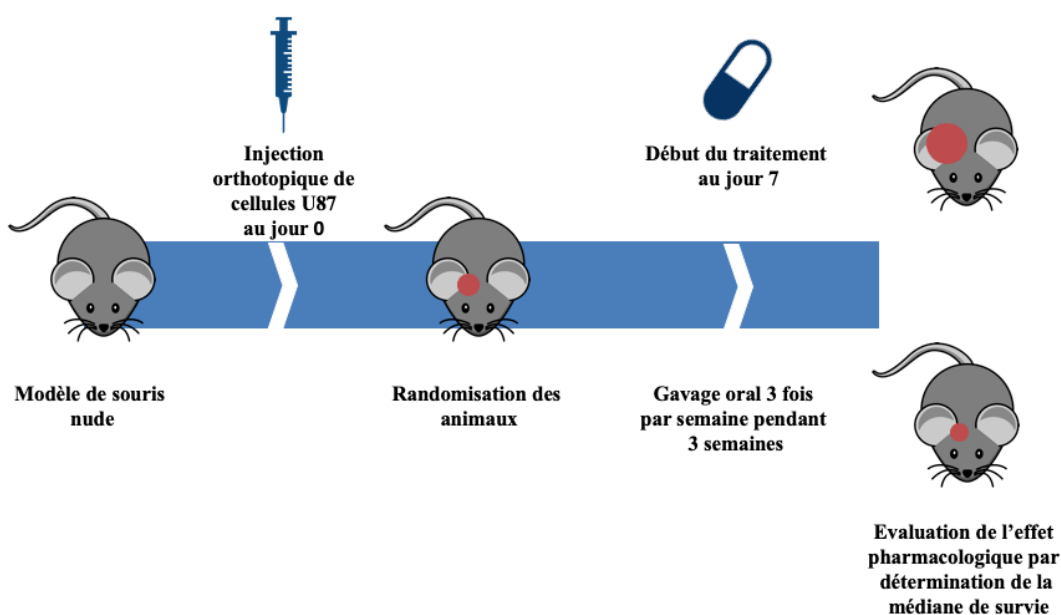 Injection
orthotopique de
cellules U87
au jour 0
Début du traitement
au jour 7
Modèle de souris
nude
Randomisation des
animaux
Gavage oral 3 fois
par semaine pendant
3 semaines
Evaluation de l’effet
pharmacologique par
détermination de la
médiane de survie